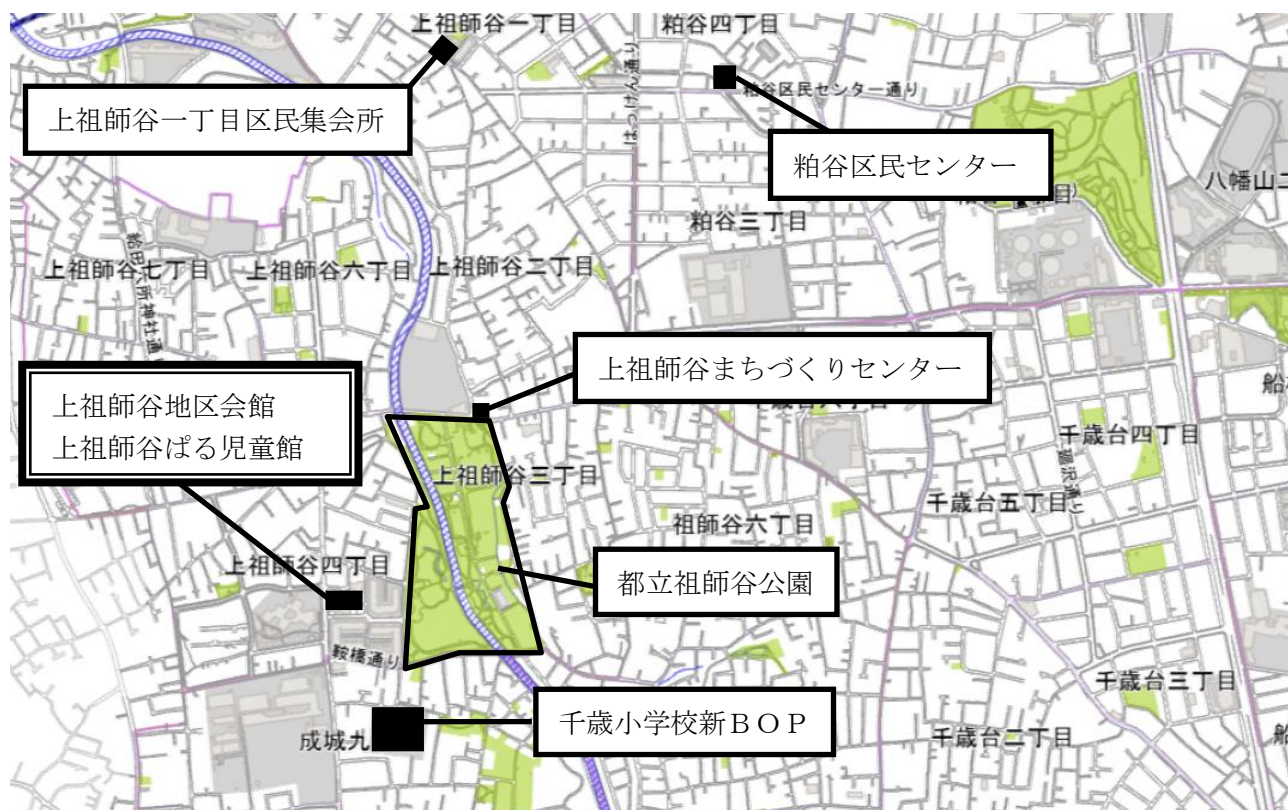 上祖師谷一丁目
粕谷四丁目
はっけん通り
粕谷区民センター通り
上祖師谷一丁目区民集会所
粕谷区民センター
八幡山二
粕谷三丁目
上祖師谷七丁目
上祖師谷六丁目
上祖師谷二丁目
上祖師谷まちづくりセンター
上祖師谷地区会館
上祖師谷ぱる児童館
千歳台四丁目
上祖師谷三丁目
千歳台五丁目
祖師谷六丁目
上祖師谷四丁目
都立祖師谷公園
鞍橋通り
千歳台三丁目
千歳小学校新ＢＯＰ
成城九
千歳台二丁目